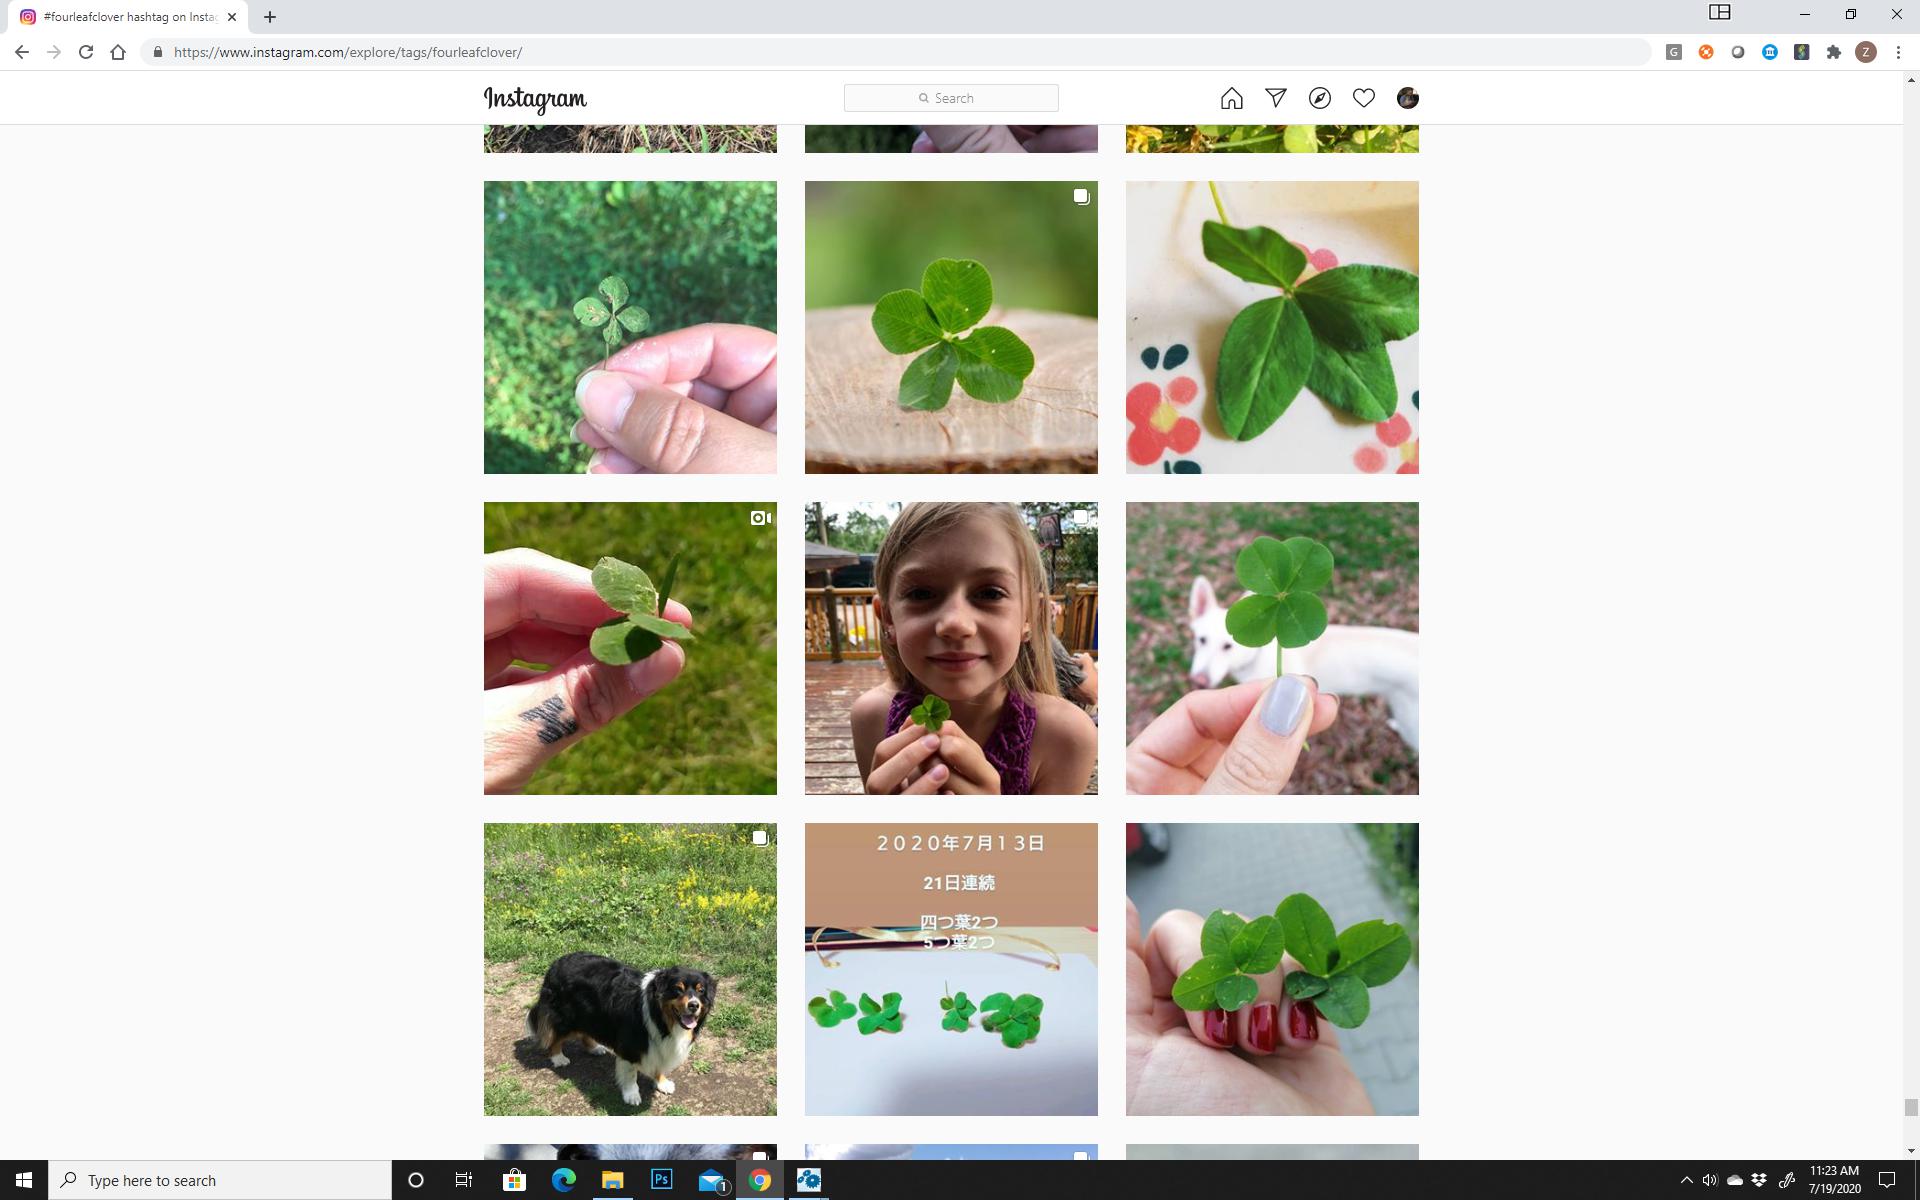 #fourleafclover hashtag on Insta
https://www.instagram.com/explore/tags/fourleafclover/
G
Z
Instagram
Search
2020年7月13日
21日連続
四つ葉2つ
5つ葉2つ
Type here to search
Ps
1
11:23 AM
7/19/2020